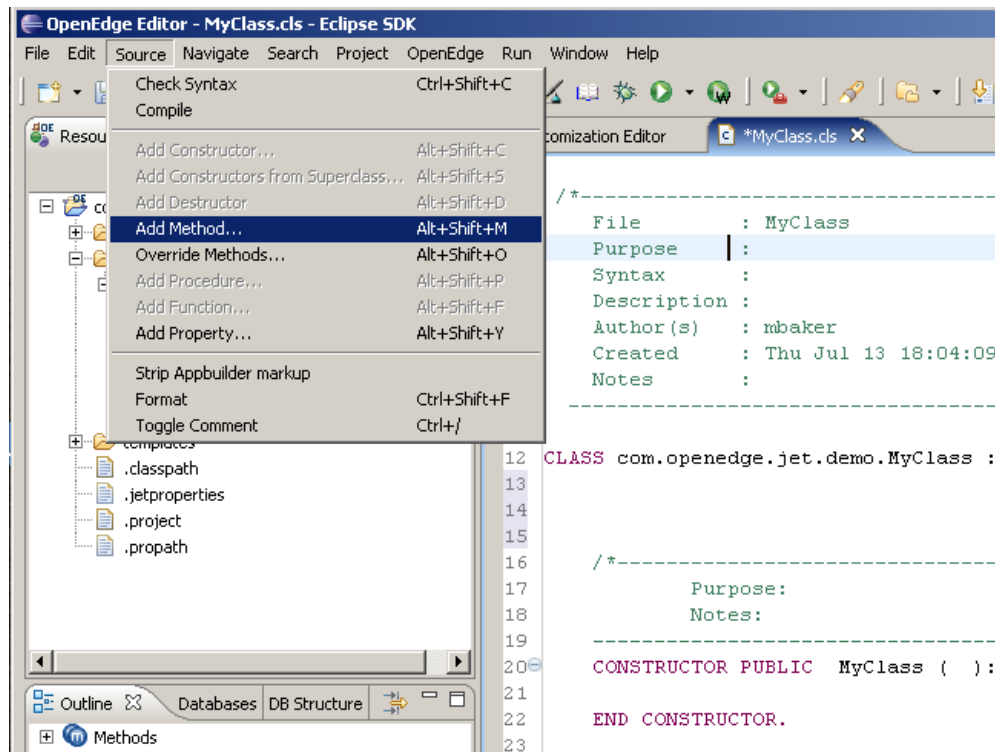 OpenEdge Editor - MyClass.cls - Eclipse SDK
File Edit Source Navigate Search Project OpenEdge Run Window Help
Check Syntax Ctrl+Shift+C
Compile
Add Constructor... Alt+Shift+C
Add Constructors from Superclass... Alt+Shift+S
Add Destructor Alt+Shift+D
Add Method... Alt+Shift+M
Override Methods... Alt+Shift+O
Add Procedure... Alt+Shift+P
Add Function... Alt+Shift+F
Add Property... Alt+Shift+Y
Strip Appbuilder markup
Format Ctrl+Shift+F
Toggle Comment Ctrl+/
Resou
co
templates
.classpath
.jetproperties
.project
.propath
Outline Databases DB Structure
Methods
tomization Editor *MyClass.cls
/*----------------------------------
File : MyClass
Purpose :
Syntax :
Description :
Author(s) : mbaker
Created : Thu Jul 13 18:04:09
Notes :
----------------------------------
12 CLASS com.openedge.jet.demo.MyClass :
13
14
15
16 /*-------------------------------
17 Purpose:
18 Notes:
19 ---------------------------------
20 CONSTRUCTOR PUBLIC MyClass ( ):
21
22 END CONSTRUCTOR.
23